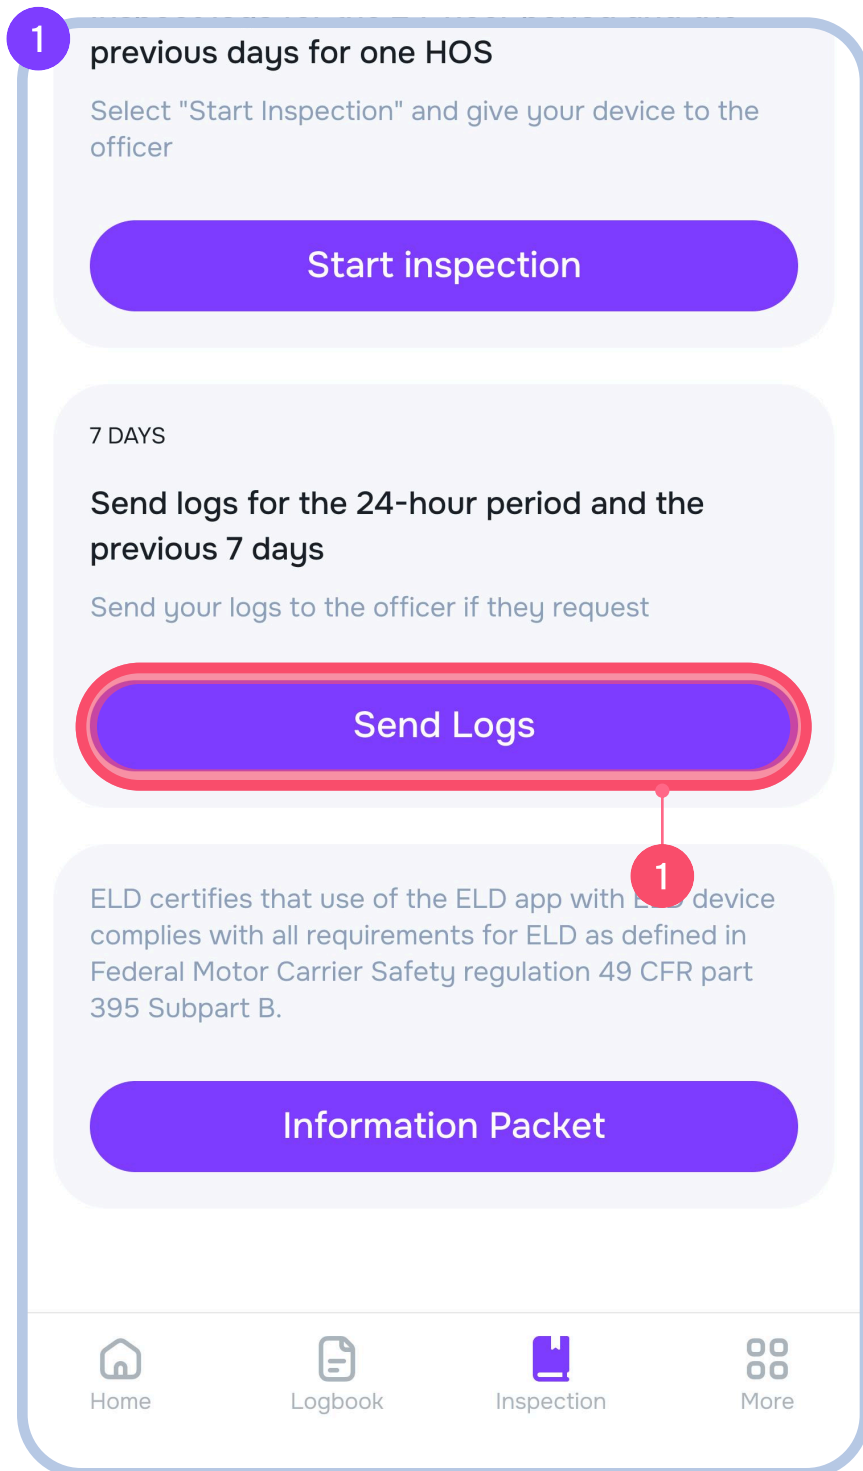 1
previous days for one HOS
Select "Start Inspection" and give your device to the
officer
Start inspection
7 DAYS
Send logs for the 24-hour period and the
previous 7 days
Send your logs to the officer if they request
Send Logs
1
ELD certifies that use of the ELD app with device
complies with all requirements for ELD as defined in
Federal Motor Carrier Safety regulation 49 CFR part
395 Subpart B.
Information Packet
Home
Logbook
Inspection
More